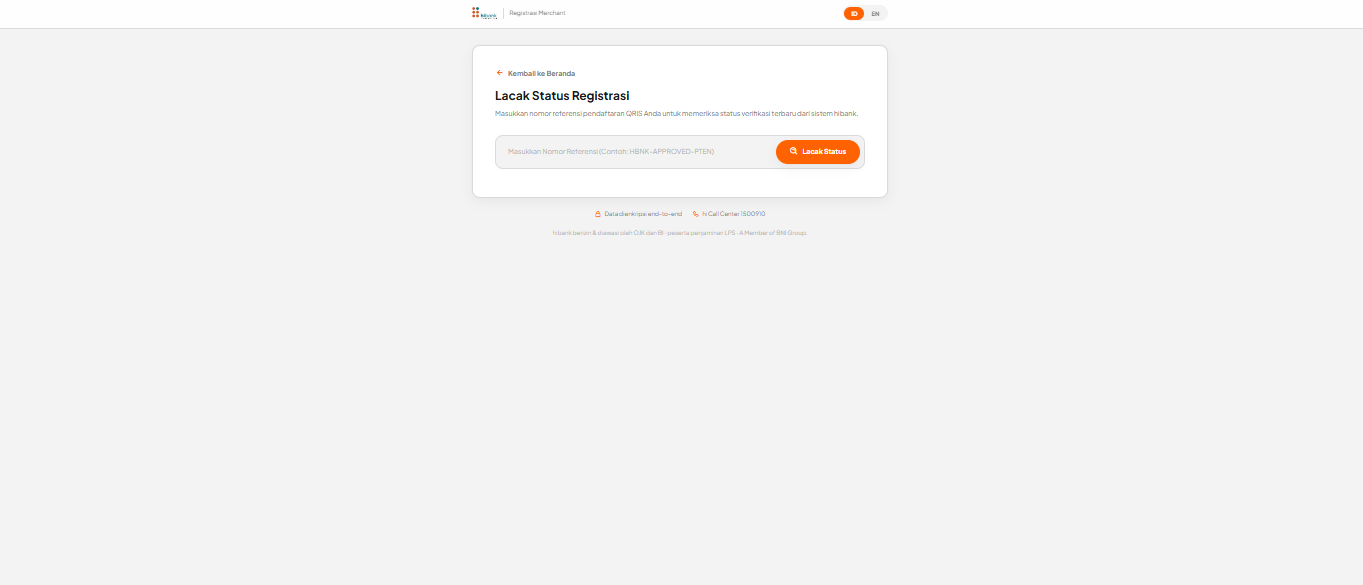 hibank Registrasi Merchant ID EN
Kembali ke Beranda
Lacak Status Registrasi
Masukkan nomor referensi pendaftaran QRIS Anda untuk memeriksa status verifikasi terbaru dari sistem hibank.
Masukkan Nomor Referensi (Contoh: HBNK-APPROVED-PTEN) Lacak Status
Data dienkripsi end-to-end hi Call Center 1500910
hibank berizin & diawasi oleh OJK dan BI · peserta penjaminan LPS · A Member of BNI Group.